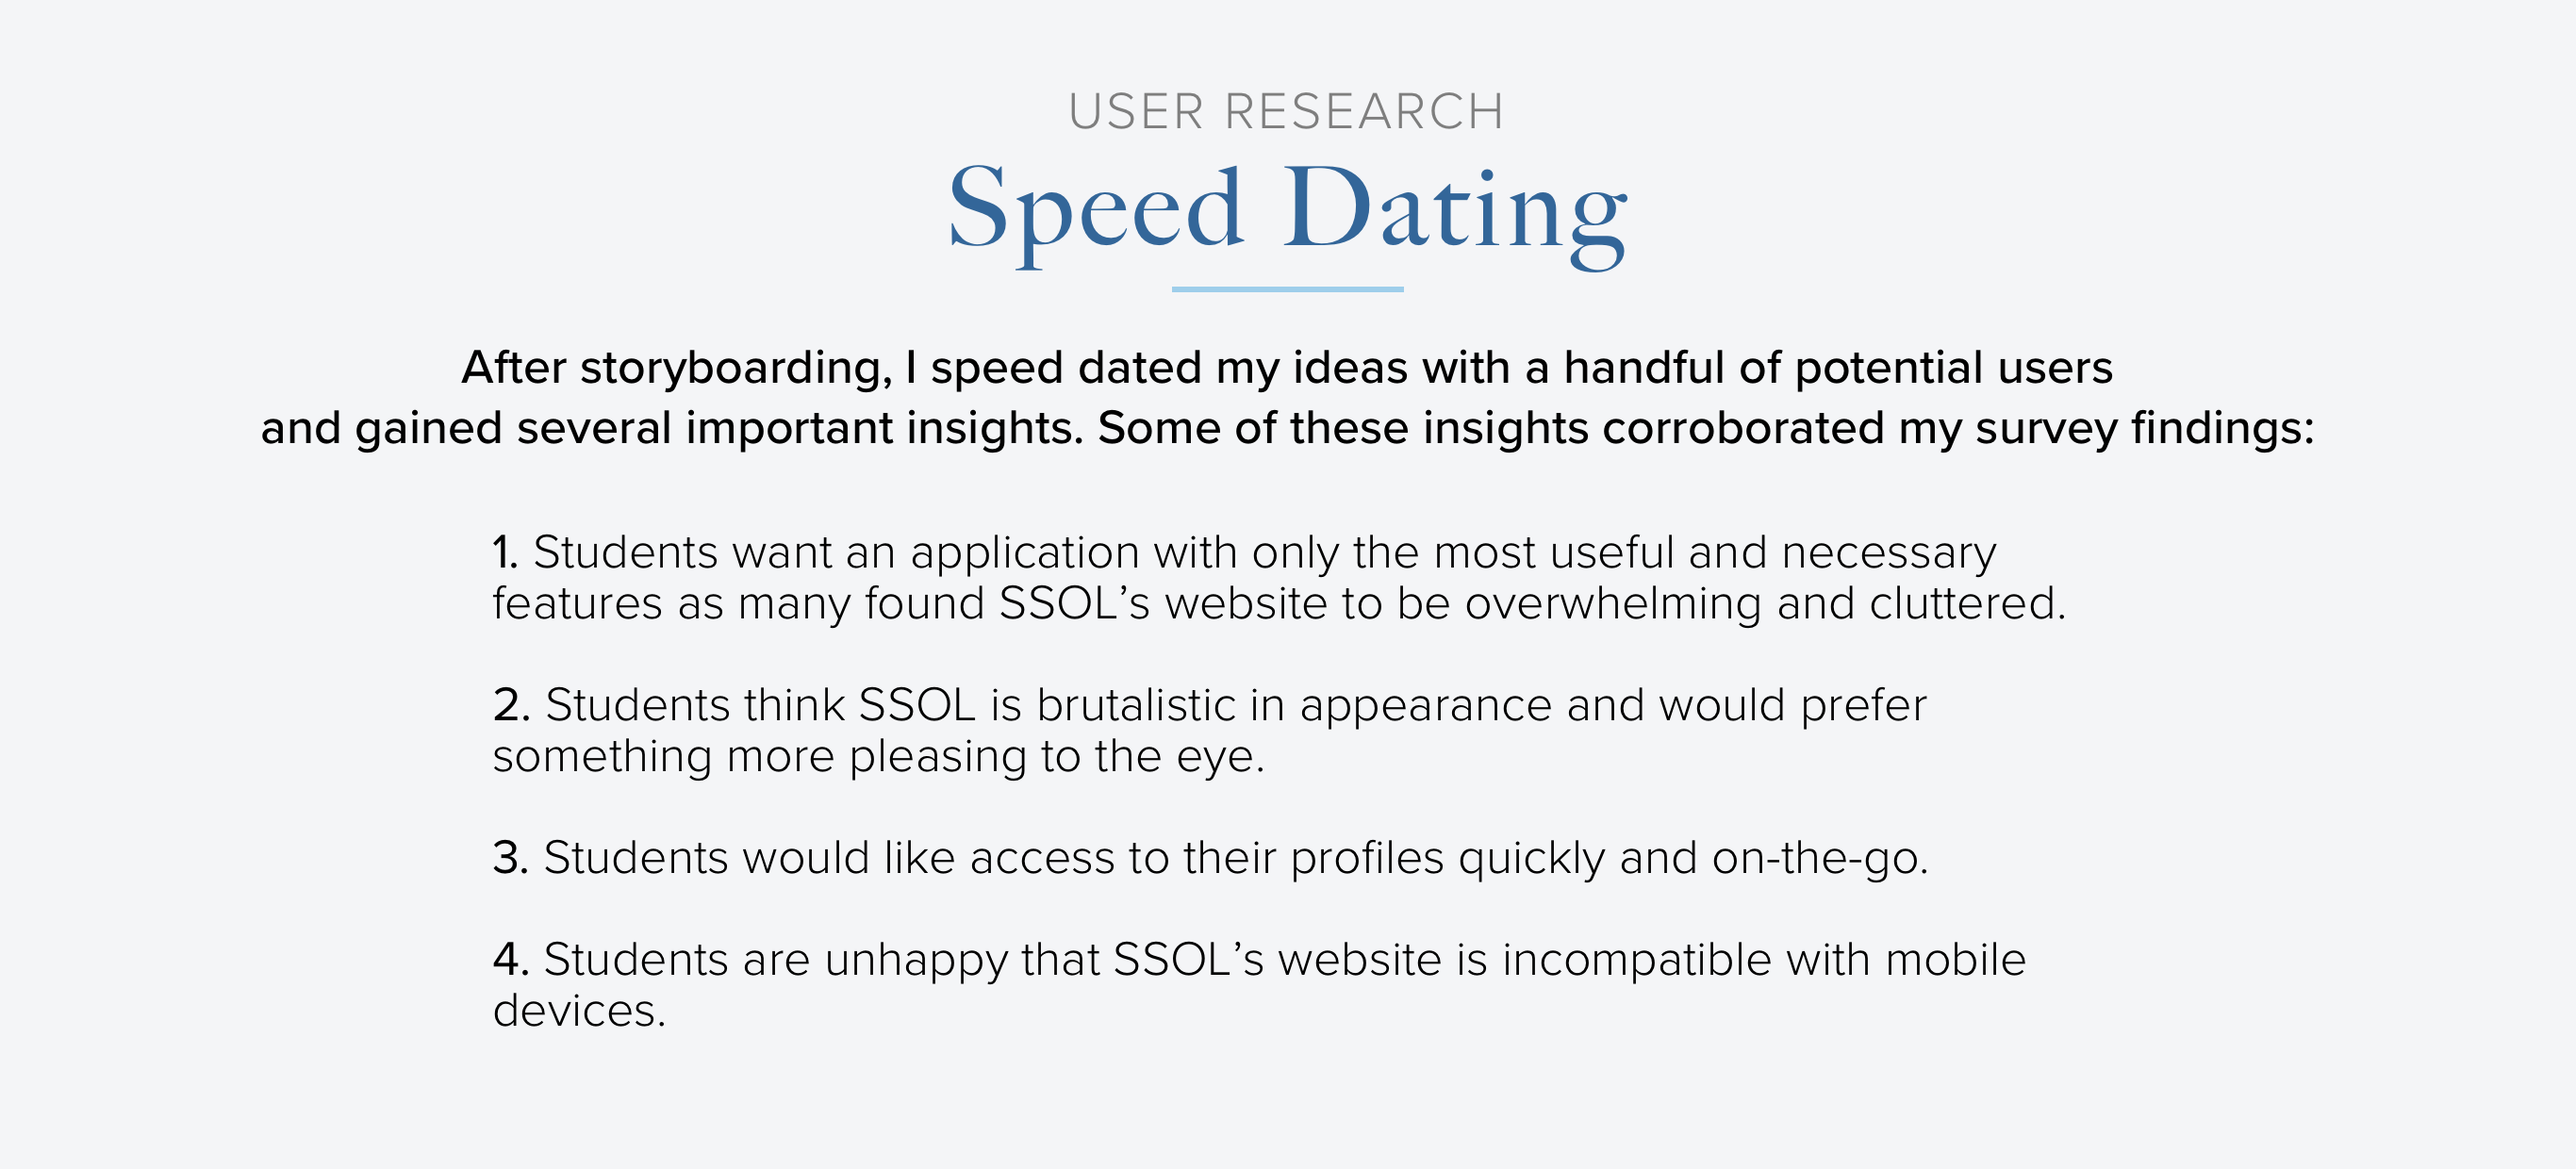 USER RESEARCH
Speed Dating
After storyboarding, I speed dated my ideas with a handful of potential users
and gained several important insights. Some of these insights corroborated my survey findings:
1. Students want an application with only the most useful and necessary
features as many found SSOL’s website to be overwhelming and cluttered.
2. Students think SSOL is brutalistic in appearance and would prefer
something more pleasing to the eye.
3. Students would like access to their profiles quickly and on-the-go.
4. Students are unhappy that SSOL’s website is incompatible with mobile
devices.